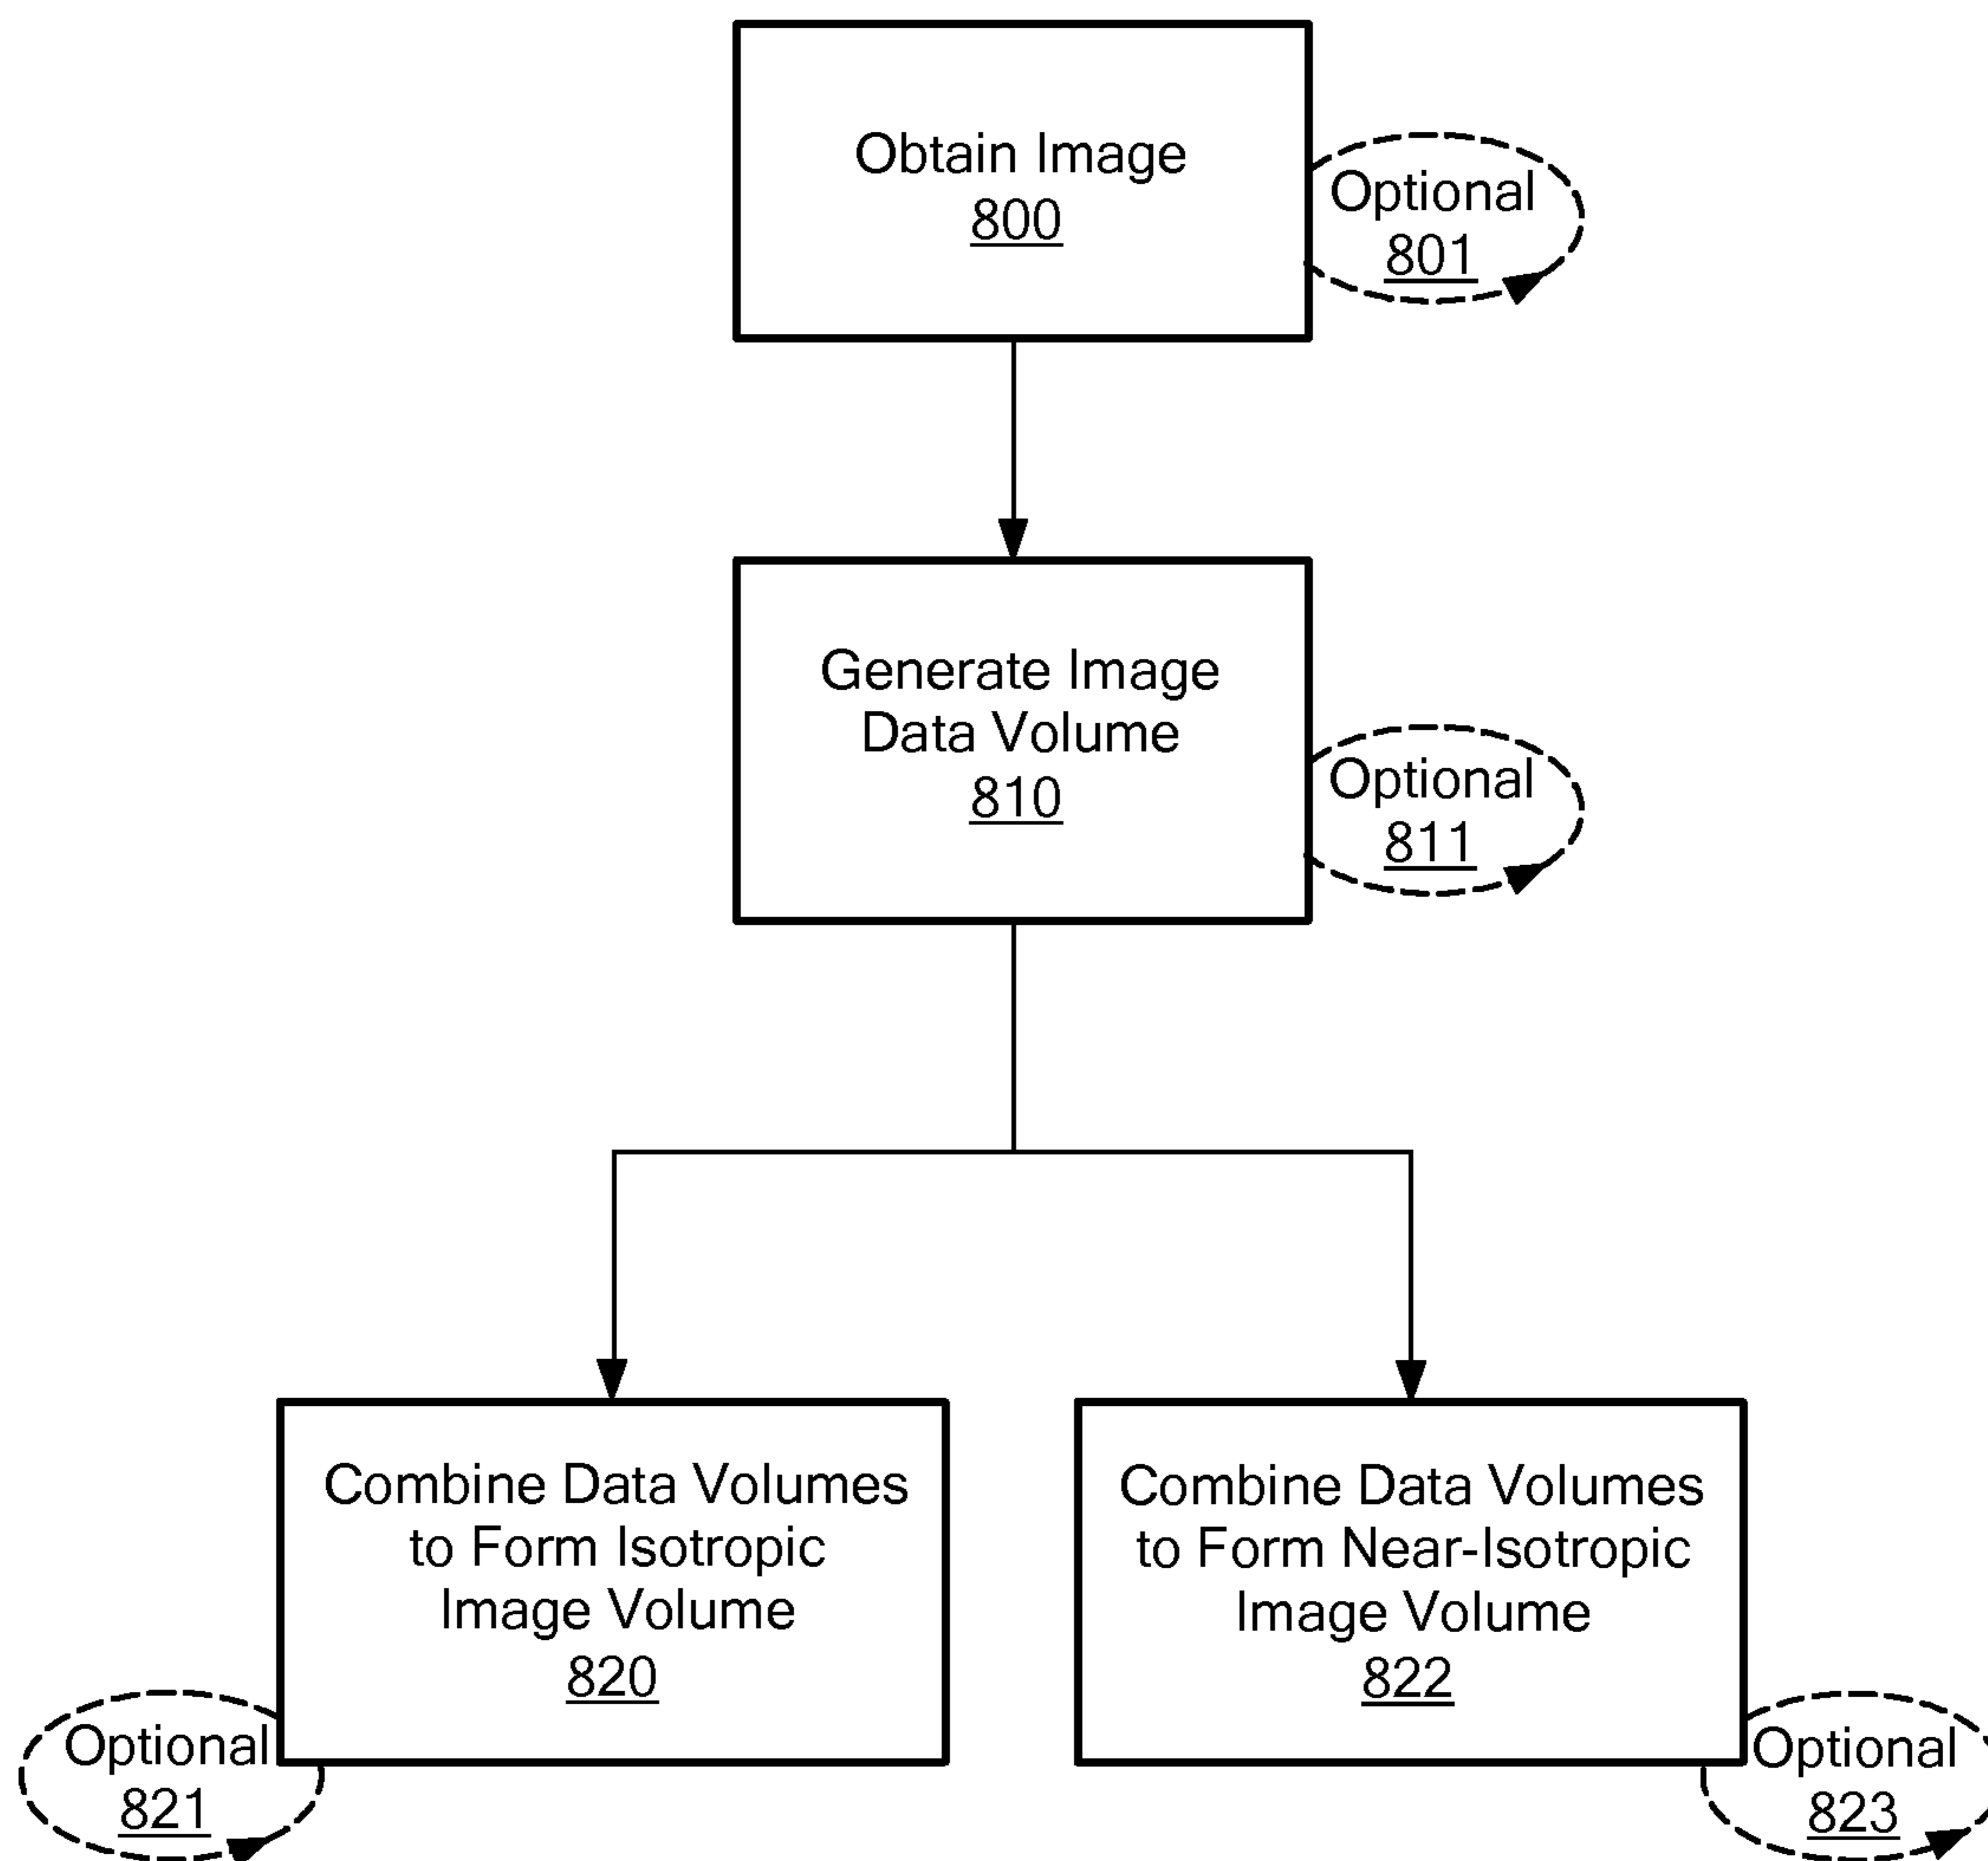 Obtain Image
800
Optional
801
Generate Image
Data Volume
810
Optional
811
Combine Data Volumes
to Form Isotropic
Image Volume
820
Optional
821
Combine Data Volumes
to Form Near-Isotropic
Image Volume
822
Optional
823